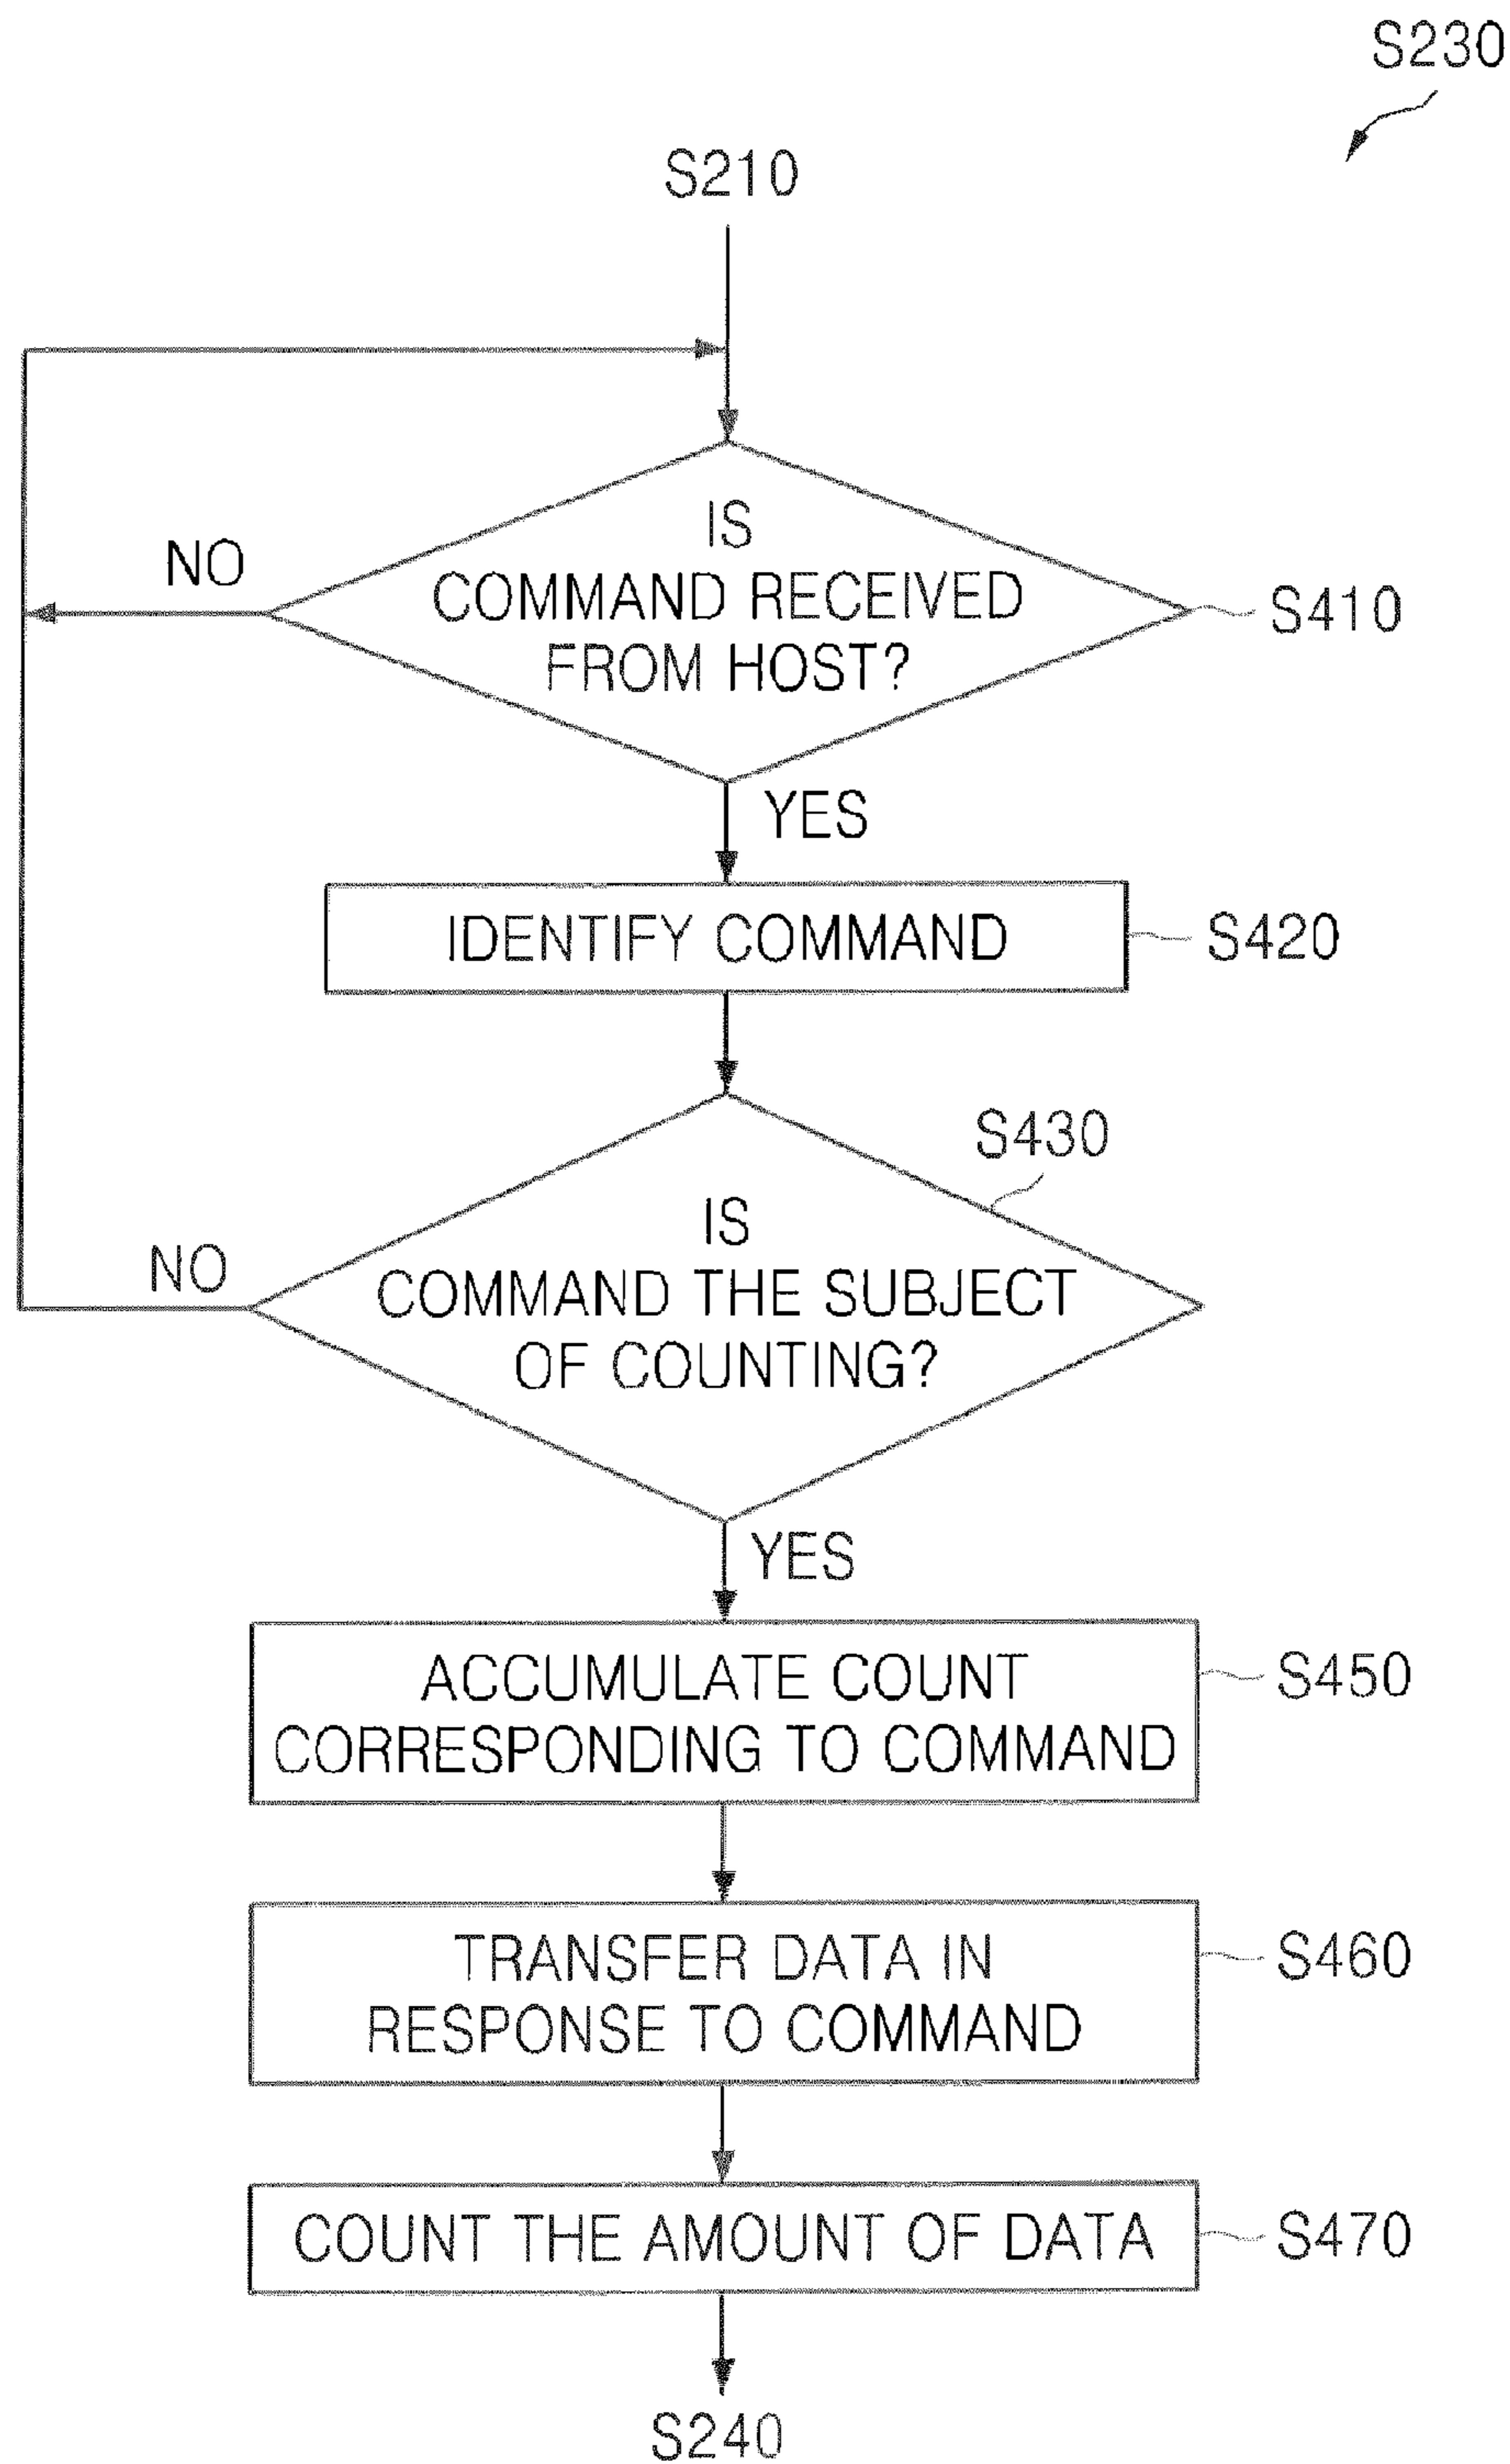 S230
S210
IS
COMMAND RECEIVED
FROM HOST?
NO
S410
YES
IDENTIFY COMMAND
S420
S430
IS
COMMAND THE SUBJECT
OF COUNTING?
NO
YES
ACCUMULATE COUNT
CORRESPONDING TO COMMAND
S450
TRANSFER DATA IN
RESPONSE TO COMMAND
S460
COUNT THE AMOUNT OF DATA
S470
S240